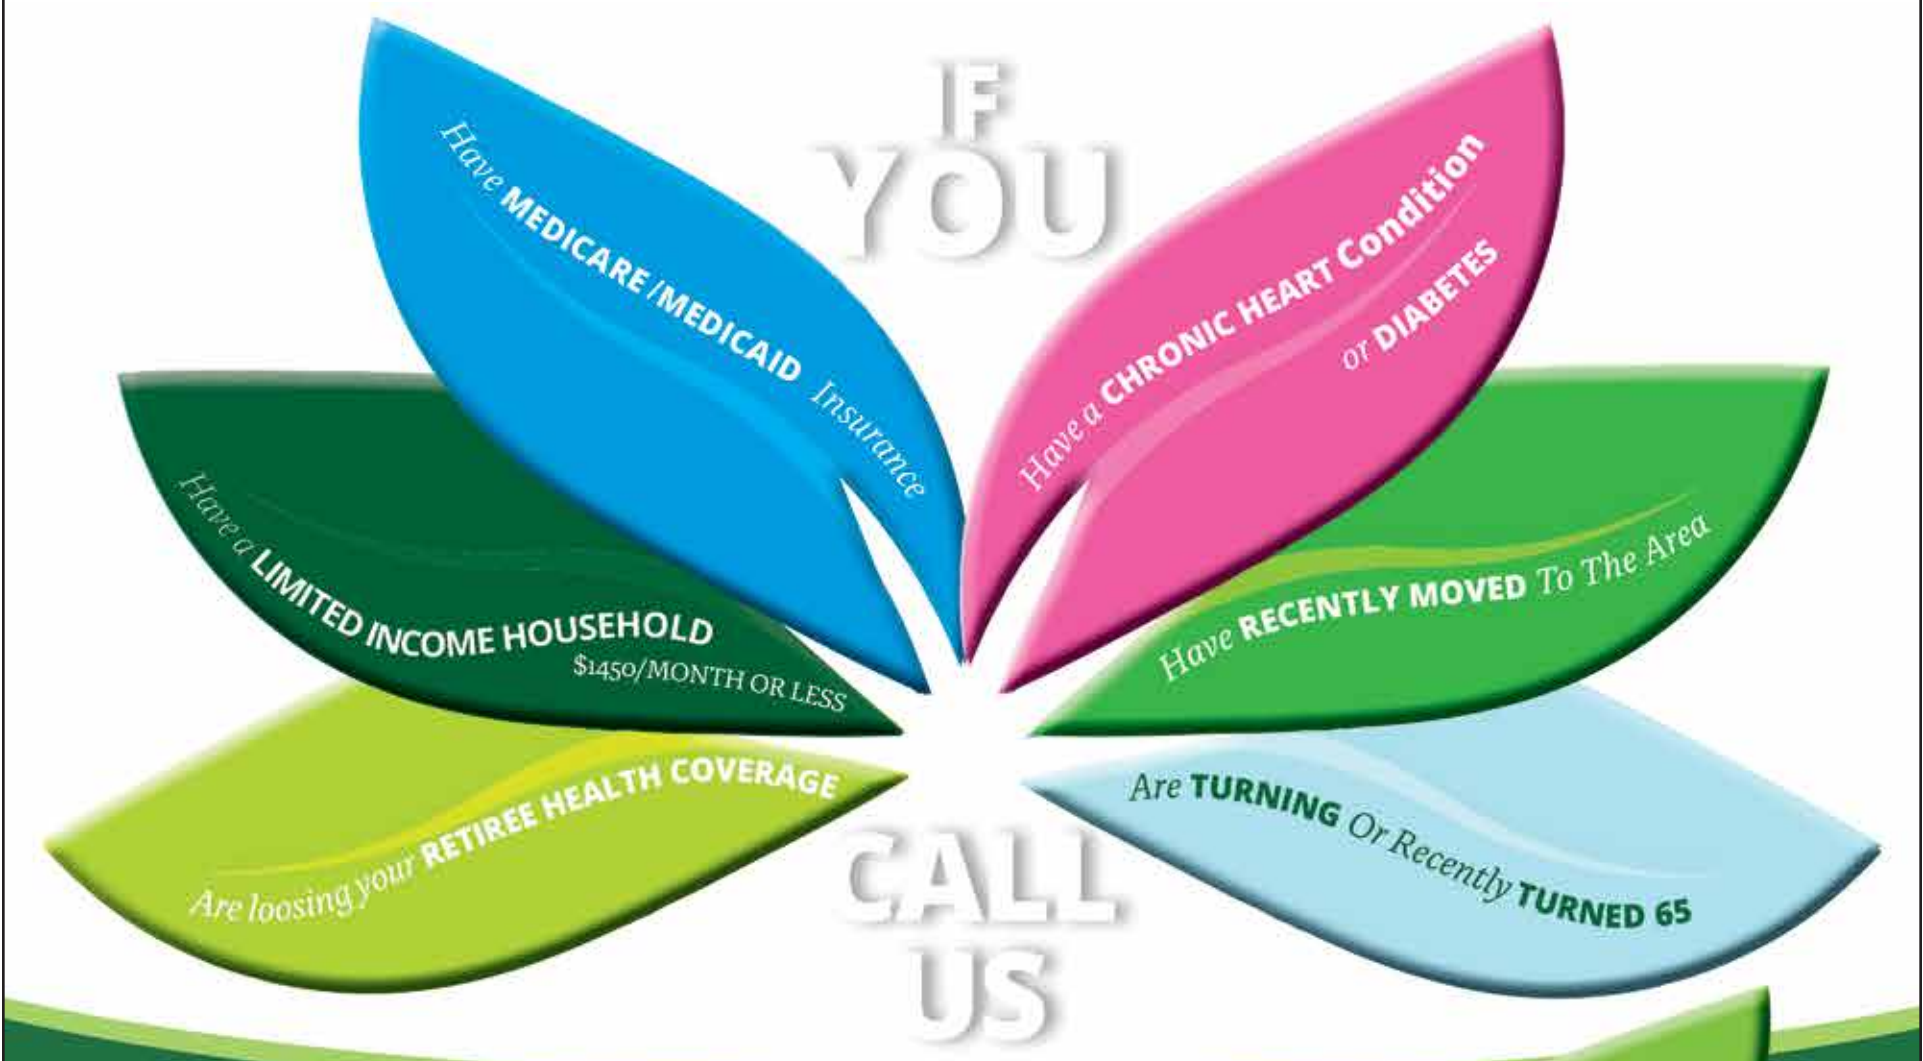 IF
YOU
Have MEDICARE /MEDICAID Insurance
Have a CHRONIC HEART Condition
or DIABETES
Have a LIMITED INCOME HOUSEHOLD
$1450/MONTH OR LESS
Have RECENTLY MOVED To The Area
Are loosing your RETIREE HEALTH COVERAGE
Are TURNING Or Recently TURNED 65
CALL
US